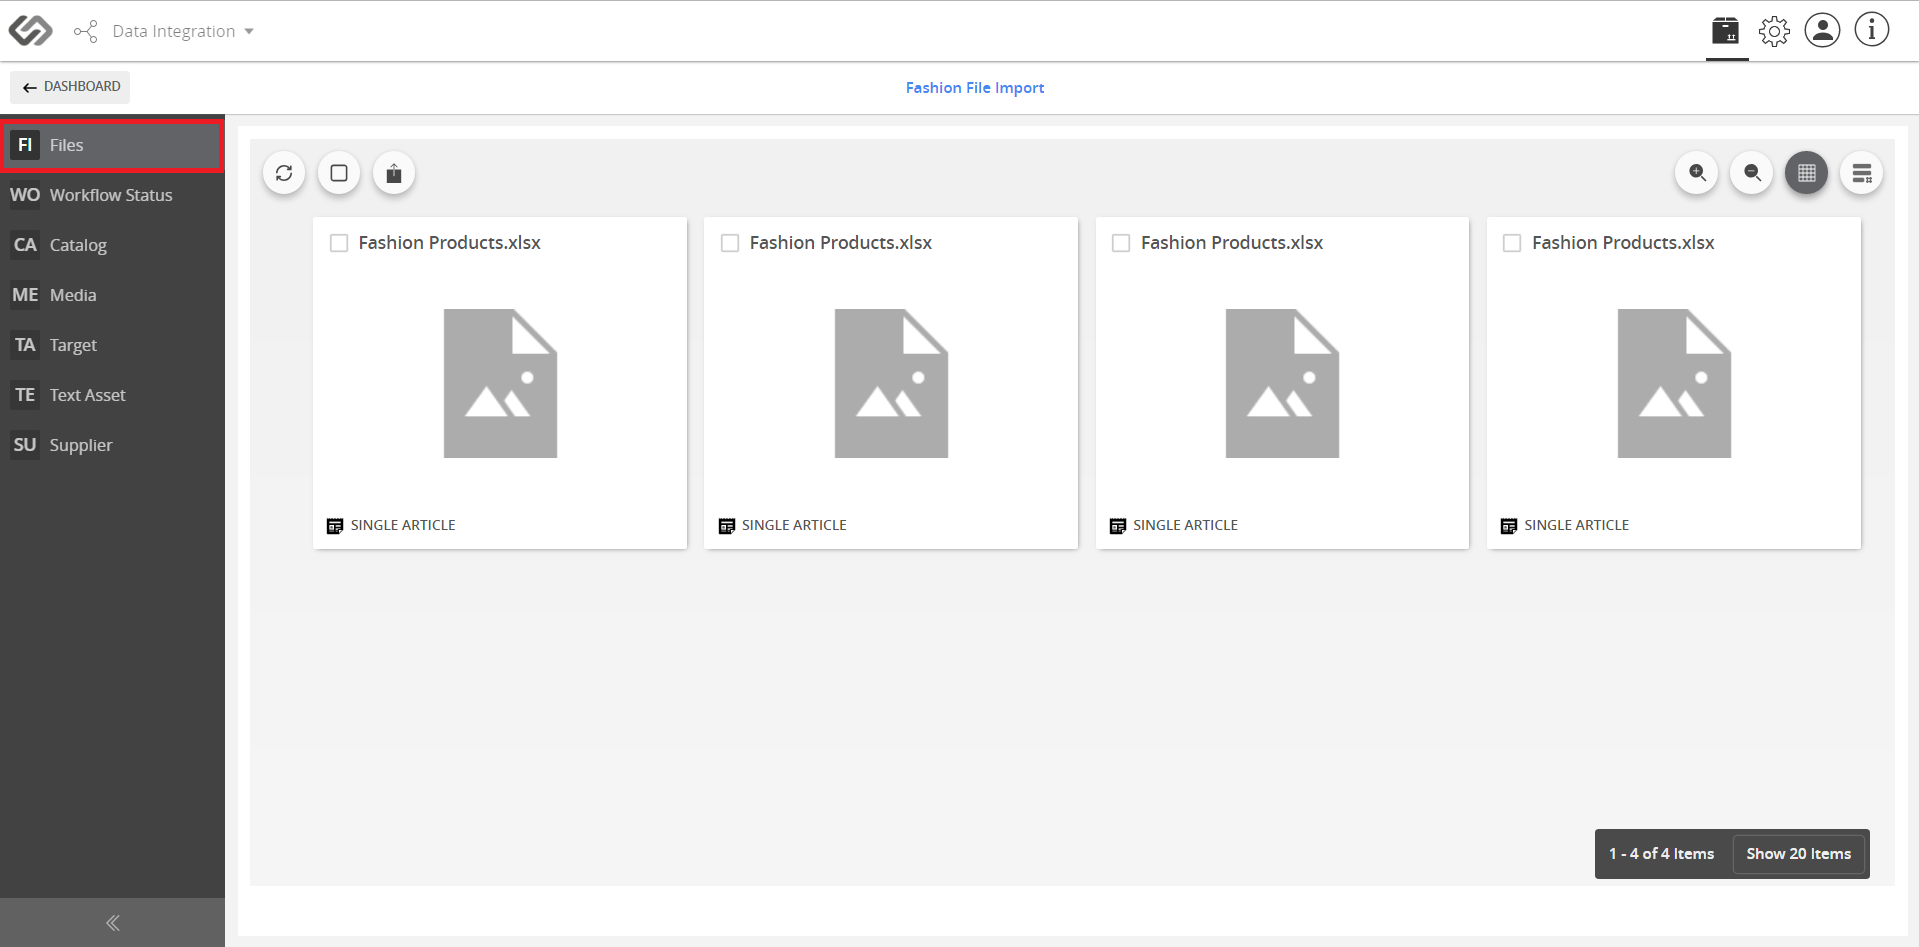 Data Integration
DASHBOARD
Fashion File Import
FI Files
WO Workflow Status
CA Catalog
ME Media
TA Target
TE Text Asset
SU Supplier
Fashion Products.xlsx
SINGLE ARTICLE
Fashion Products.xlsx
SINGLE ARTICLE
Fashion Products.xlsx
SINGLE ARTICLE
Fashion Products.xlsx
SINGLE ARTICLE
1 - 4 of 4 Items
Show 20 Items